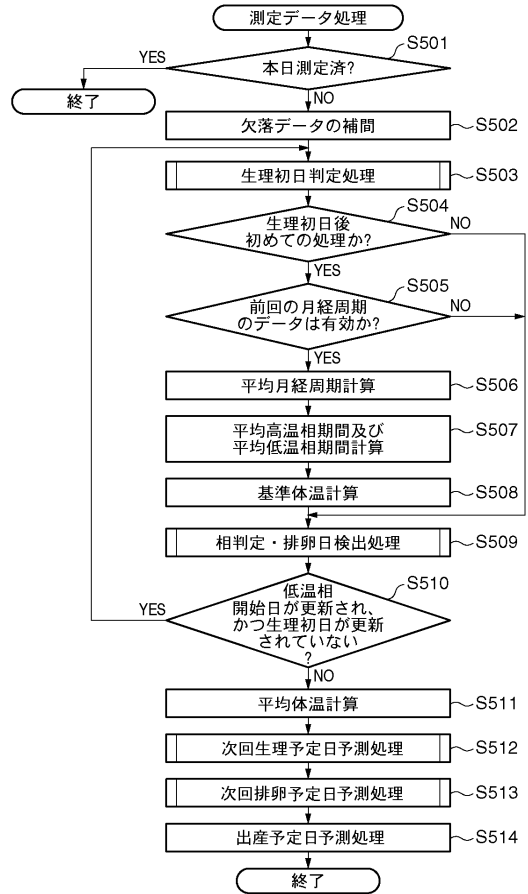 測定データ処理
S501
YES
本日測定済?
終了
NO
欠落データの補間
S502
生理初日判定処理
S503
S504
生理初日後
初めての処理か?
NO
YES
S505
前回の月経周期
のデータは有効か?
NO
YES
平均月経周期計算
S506
平均高温相期間及び
平均低温相期間計算
S507
基準体温計算
S508
相判定・排卵日検出処理
S509
S510
YES
低温相
開始日が更新され、
かつ生理初日が更新
されていない
?
NO
平均体温計算
S511
次回生理予定日予測処理
S512
次回排卵予定日予測処理
S513
出産予定日予測処理
S514
終了